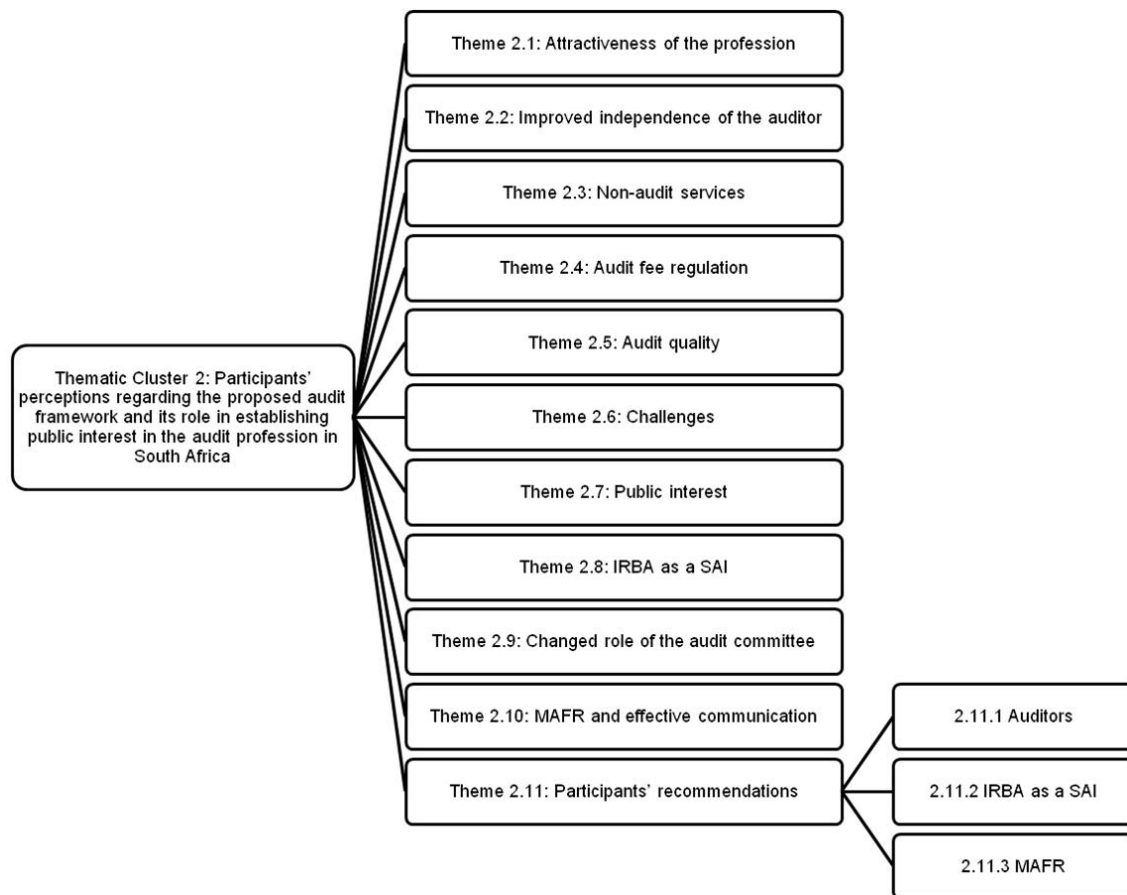 Theme 2.1: Attractiveness of the profession
Theme 2.2: Improved independence of the auditor
Theme 2.3: Non-audit services
Theme 2.4: Audit fee regulation
Theme 2.5: Audit quality
Thematic Cluster 2: Participants’
perceptions regarding the proposed audit
framework and its role in establishing
public interest in the audit profession in
South Africa
Theme 2.6: Challenges
Theme 2.7: Public interest
Theme 2.8: IRBA as a SAI
Theme 2.9: Changed role of the audit committee
Theme 2.10: MAFR and effective communication
Theme 2.11: Participants’ recommendations
2.11.1 Auditors
2.11.2 IRBA as a SAI
2.11.3 MAFR